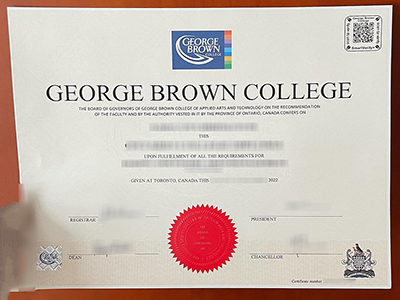 GEORGE
BROWN
COLLEGE
SmartVerify+
GEORGE BROWN COLLEGE
THE BOARD OF GOVERNORS OF GEORGE BROWN COLLEGE OF APPLIED ARTS AND TECHNOLOGY ON THE RECOMMENDATION
OF THE FACULTY AND BY THE AUTHORITY VESTED IN IT BY THE PROVINCE OF ONTARIO, CANADA CONFERS ON
THIS
UPON FULFILLMENT OF ALL THE REQUIREMENTS FOR
GIVEN AT TORONTO, CANADA THIS
REGISTRAR
PRESIDENT
DEAN
CHANCELLOR
Certificate number